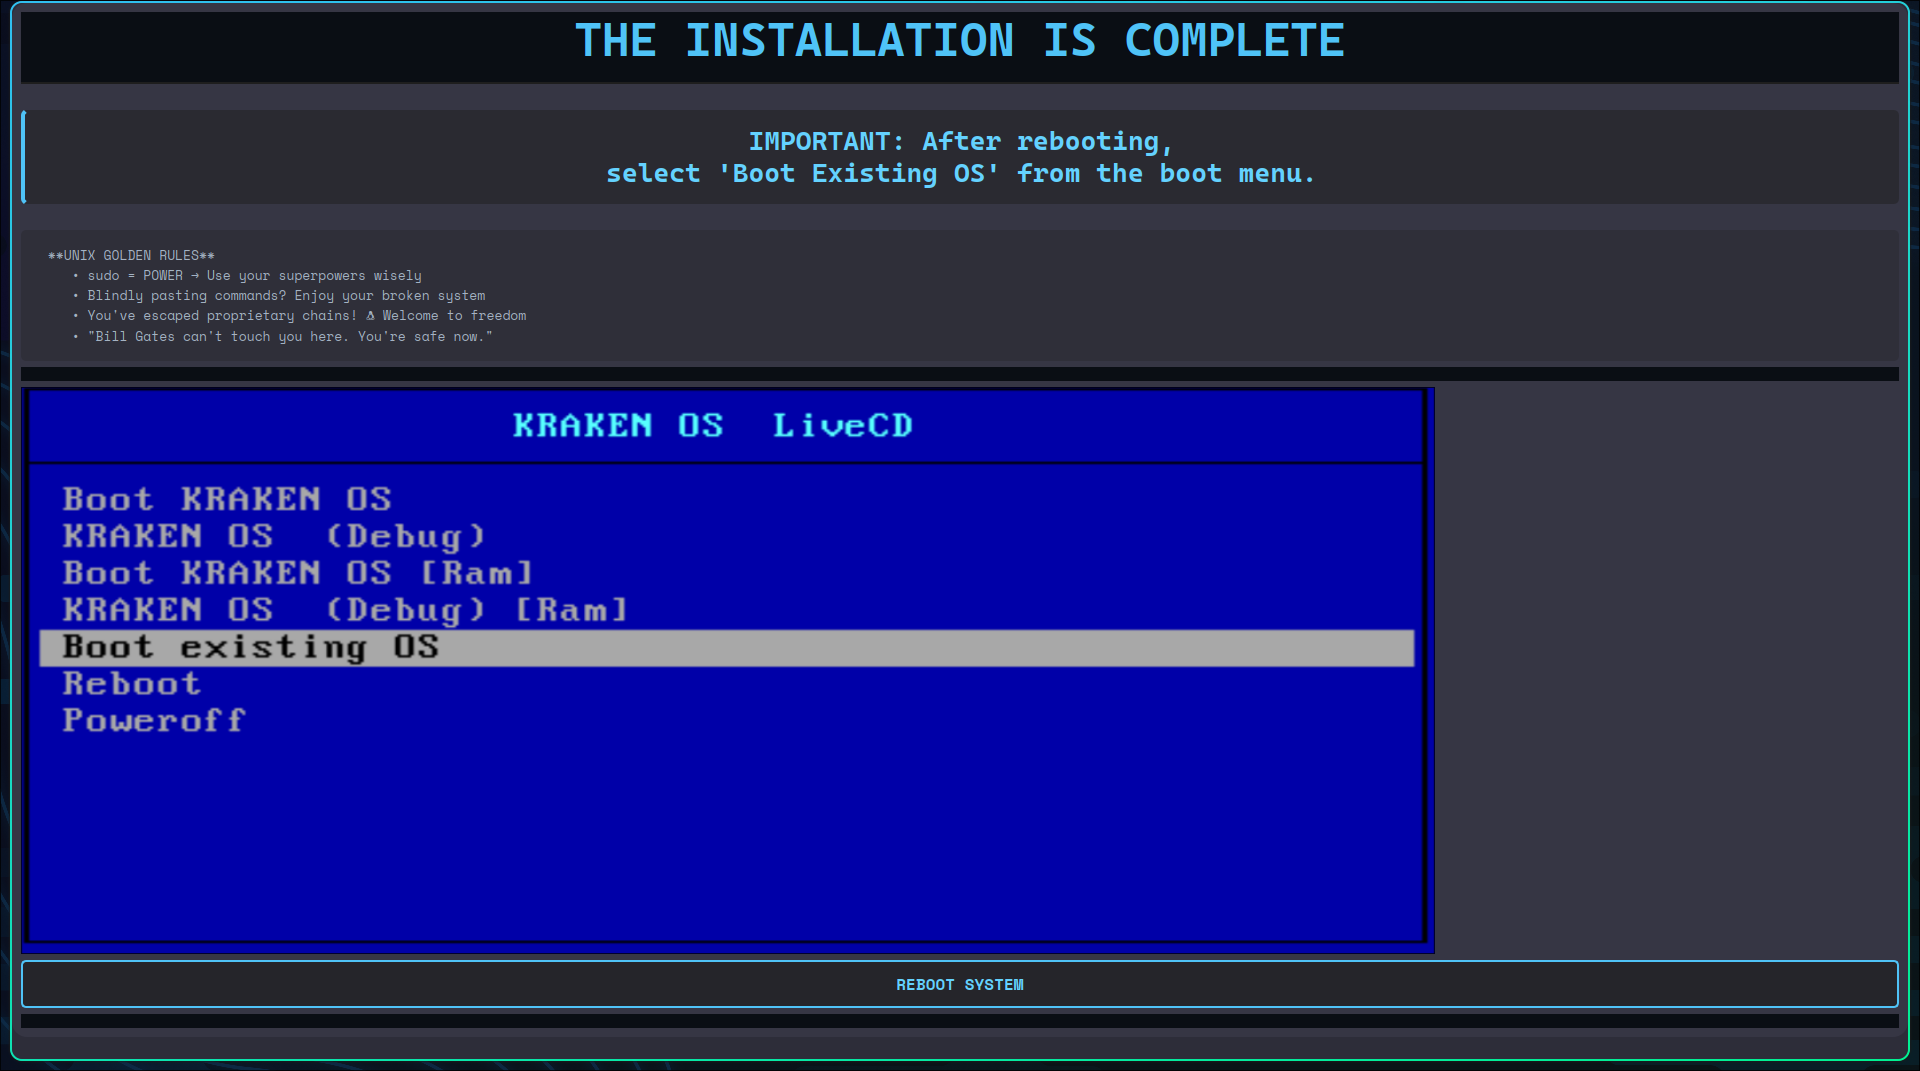 THE INSTALLATION IS COMPLETE
IMPORTANT: After rebooting,
select 'Boot Existing OS' from the boot menu.
**UNIX GOLDEN RULES**
• sudo = POWER → Use your superpowers wisely
• Blindly pasting commands? Enjoy your broken system
• You've escaped proprietary chains! 🐧 Welcome to freedom
• "Bill Gates can't touch you here. You're safe now."
KRAKEN OS  LiveCD
Boot KRAKEN OS
KRAKEN OS  (Debug)
Boot KRAKEN OS [Ram]
KRAKEN OS  (Debug) [Ram]
Boot existing OS
Reboot
Poweroff
REBOOT SYSTEM